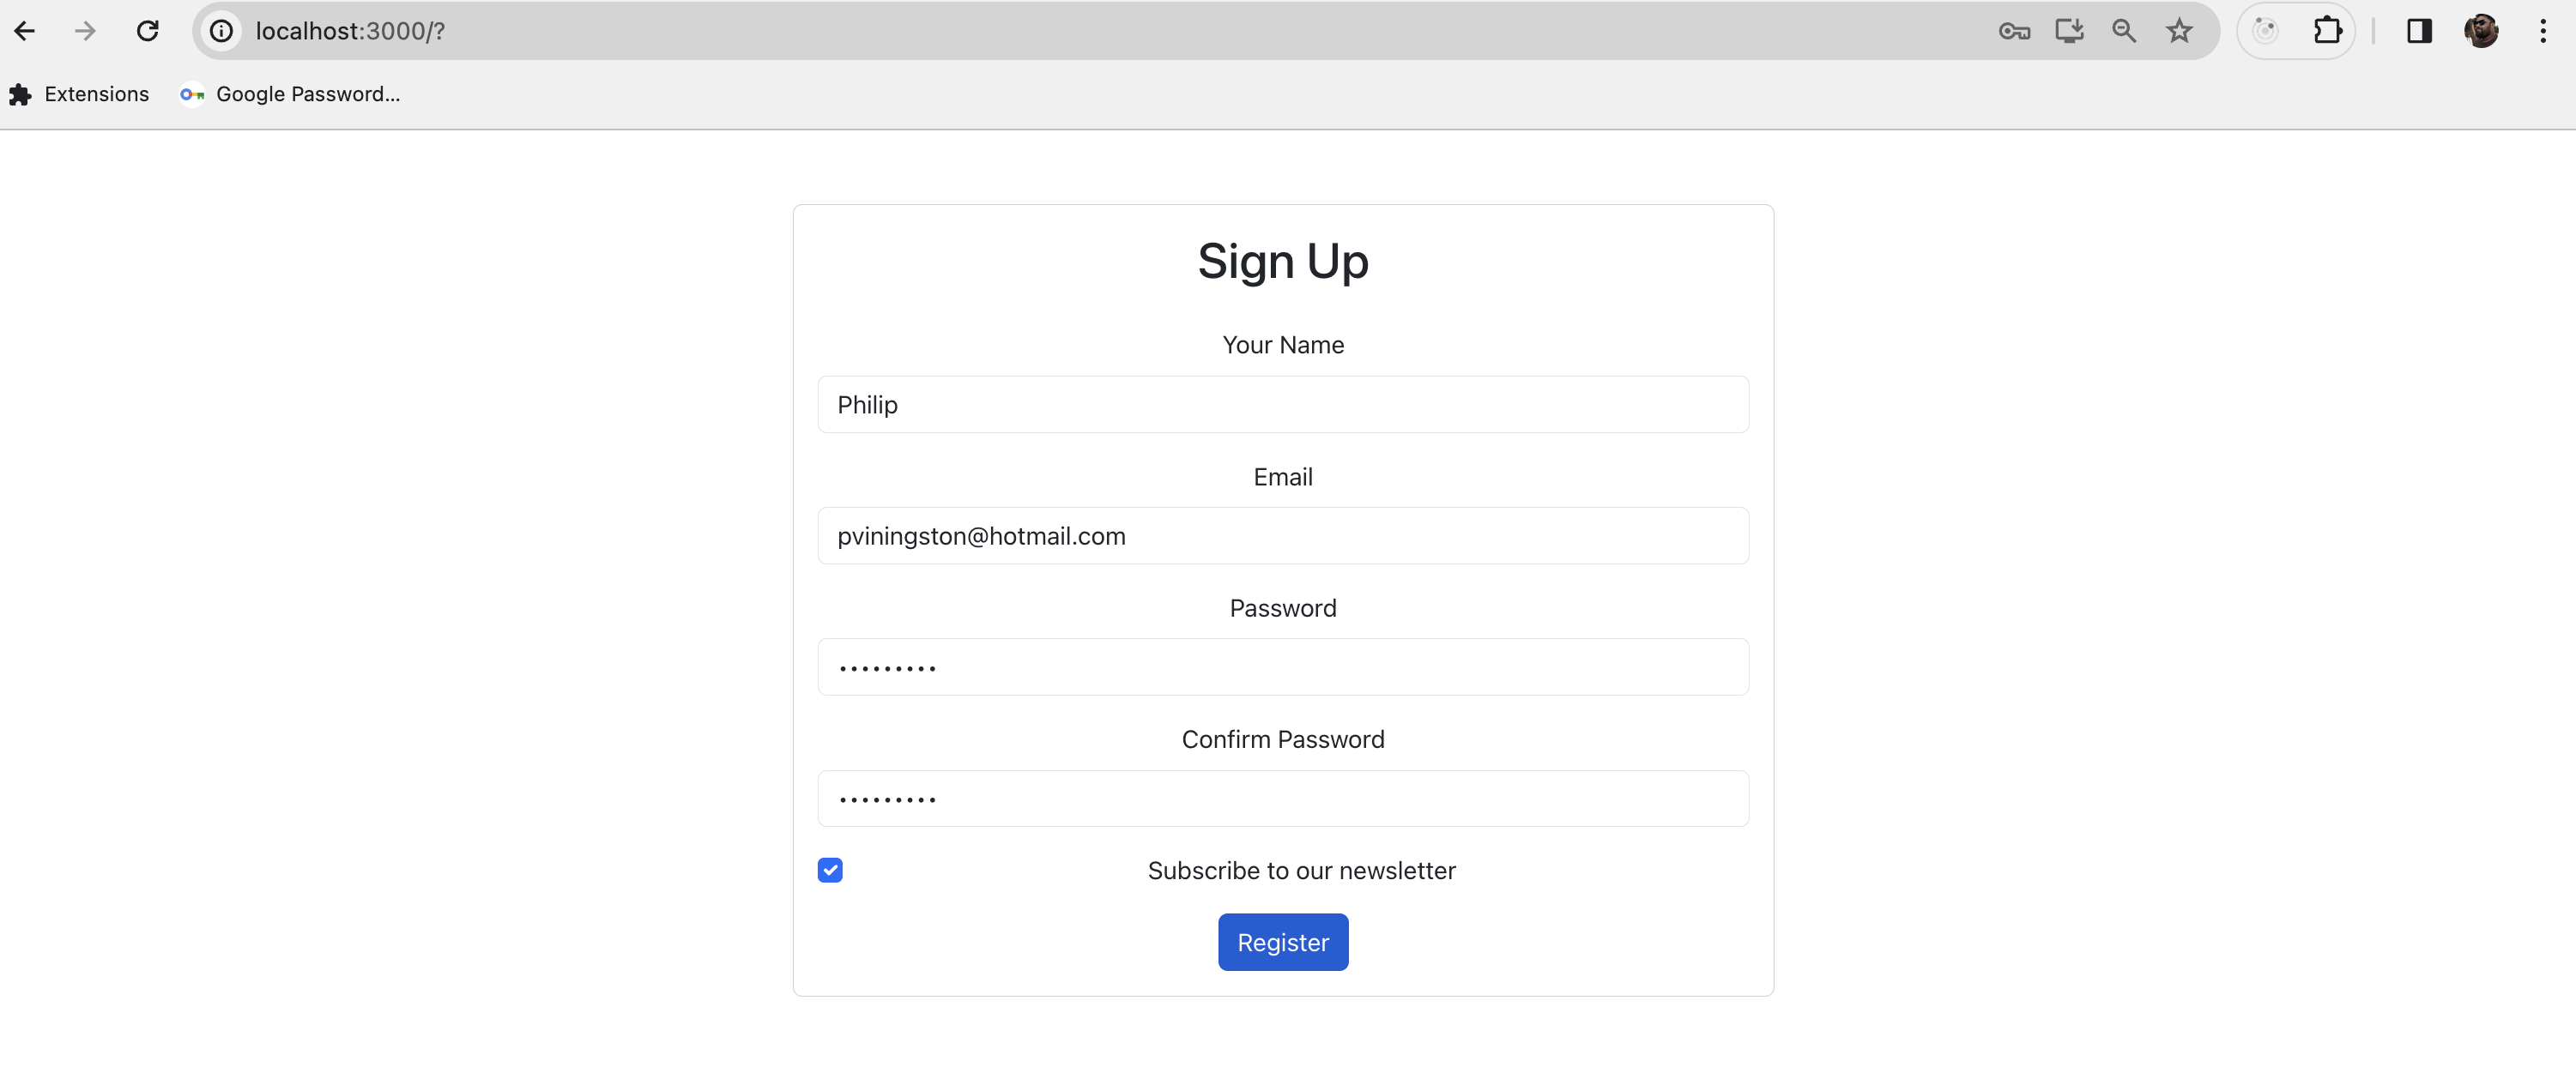 localhost:3000/?
Extensions Google Password...
Sign Up
Your Name
Philip
Email
pviningston@hotmail.com
Password
•••••••••
Confirm Password
•••••••••
Subscribe to our newsletter
Register